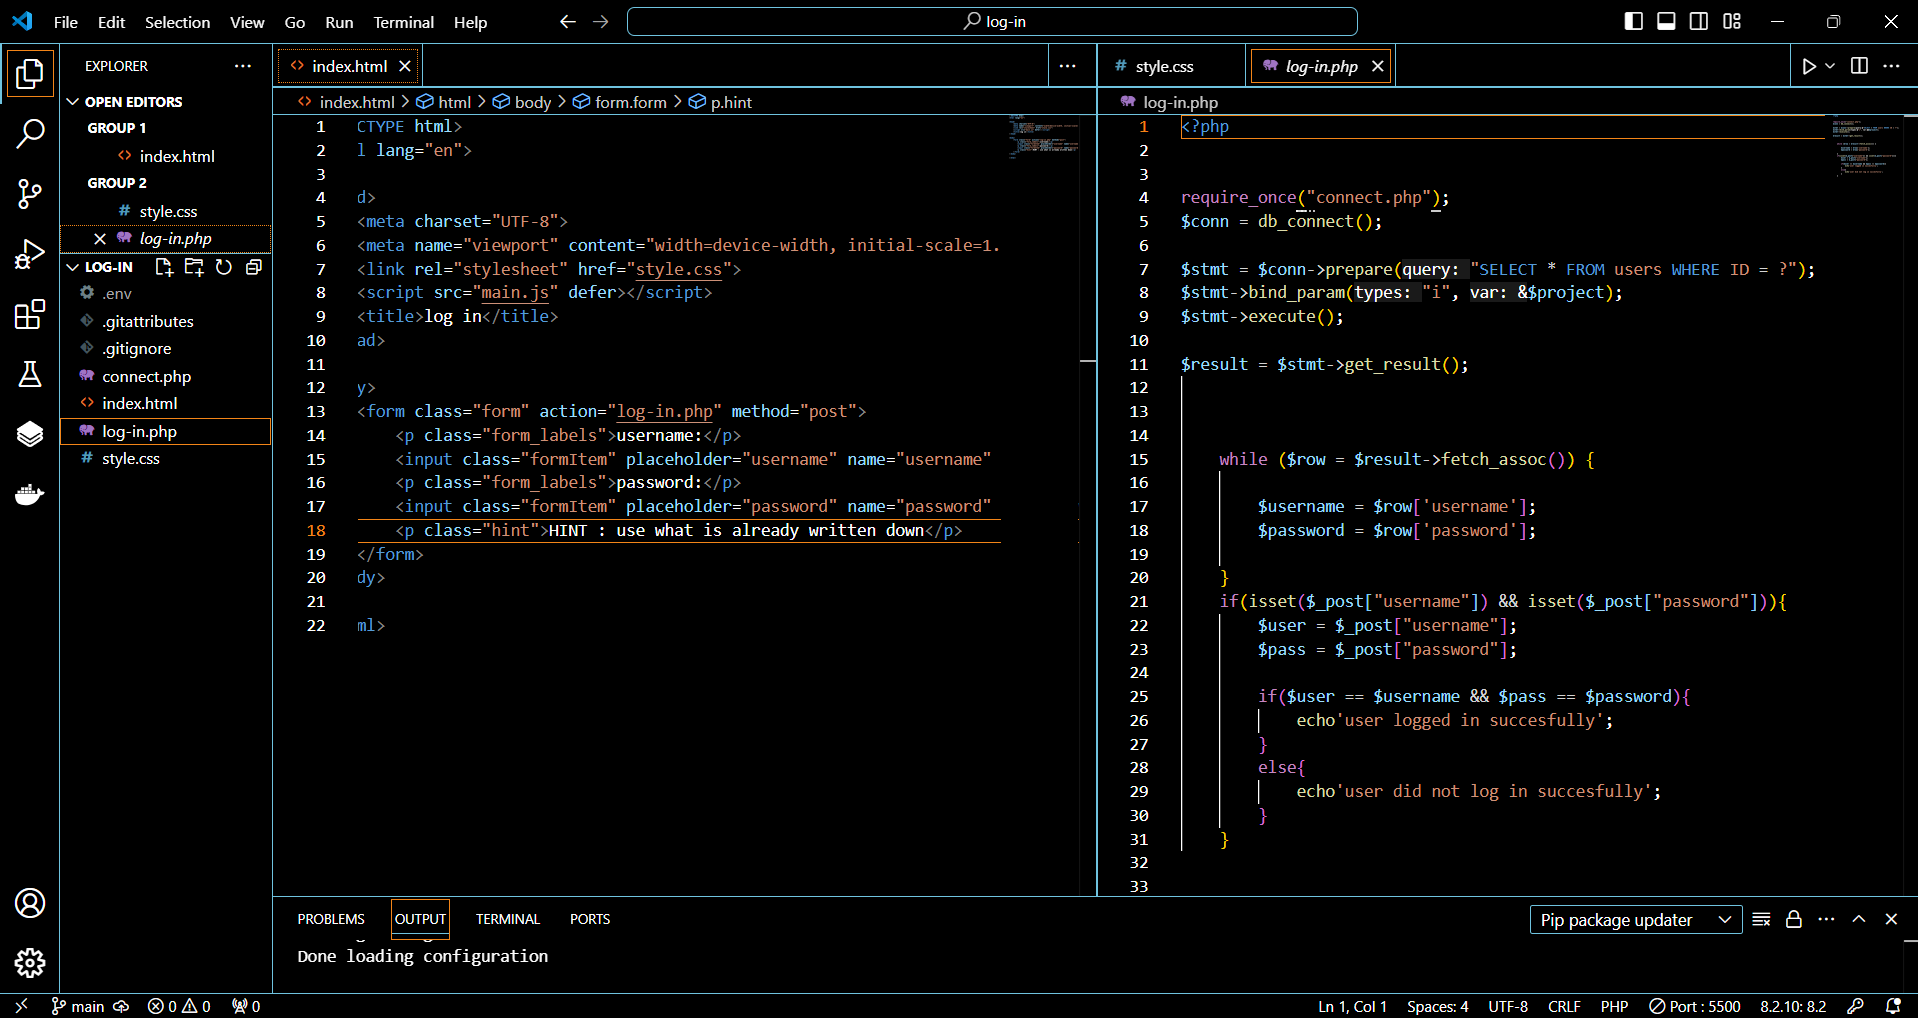 File Edit Selection View Go Run Terminal Help
log-in
EXPLORER
OPEN EDITORS
GROUP 1
index.html
GROUP 2
style.css
log-in.php
LOG-IN
.env
.gitattributes
.gitignore
connect.php
index.html
log-in.php
style.css
index.html
index.html > html > body > form.form > p.hint
1 CTYPE html>
2 l lang="en">
3
4 d>
5 <meta charset="UTF-8">
6 <meta name="viewport" content="width=device-width, initial-scale=1.
7 <link rel="stylesheet" href="style.css">
8 <script src="main.js" defer></script>
9 <title>log in</title>
10 ad>
11
12 y>
13 <form class="form" action="log-in.php" method="post">
14 <p class="form_labels">username:</p>
15 <input class="formItem" placeholder="username" name="username"
16 <p class="form_labels">password:</p>
17 <input class="formItem" placeholder="password" name="password"
18 <p class="hint">HINT : use what is already written down</p>
19 </form>
20 dy>
21
22 ml>
style.css log-in.php
log-in.php
1 <?php
2
3
4 require_once("connect.php");
5 $conn = db_connect();
6
7 $stmt = $conn->prepare(query: "SELECT * FROM users WHERE ID = ?");
8 $stmt->bind_param(types: "i", var: &$project);
9 $stmt->execute();
10
11 $result = $stmt->get_result();
12
13
14
15 while ($row = $result->fetch_assoc()) {
16
17 $username = $row['username'];
18 $password = $row['password'];
19
20 }
21 if(isset($_post["username"]) && isset($_post["password"])){
22 $user = $_post["username"];
23 $pass = $_post["password"];
24
25 if($user == $username && $pass == $password){
26 echo'user logged in succesfully';
27 }
28 else{
29 echo'user did not log in succesfully';
30 }
31 }
32
33
PROBLEMS OUTPUT TERMINAL PORTS
Pip package updater
Done loading configuration
main 0 0 0
Ln 1, Col 1 Spaces: 4 UTF-8 CRLF PHP Port : 5500 8.2.10: 8.2